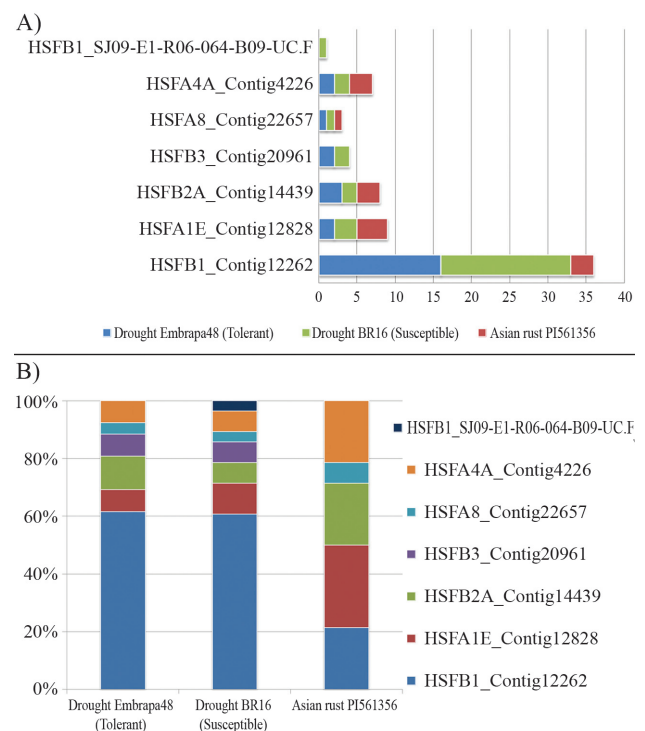 A)
HSFB1_SJ09-E1-R06-064-B09-UC.F
HSFA4A_Contig4226
HSFA8_Contig22657
HSFB3_Contig20961
HSFB2A_Contig14439
HSFA1E_Contig12828
HSFB1_Contig12262
0 5 10 15 20 25 30 35 40
Drought Embrapa48 (Tolerant) Drought BR16 (Susceptible) Asian rust PI561356
B)
100%
80%
60%
40%
20%
0%
Drought Embrapa48
(Tolerant)
Drought BR16
(Susceptible)
Asian rust PI561356
HSFB1_SJ09-E1-R06-064-B09-UC.F
HSFA4A_Contig4226
HSFA8_Contig22657
HSFB3_Contig20961
HSFB2A_Contig14439
HSFA1E_Contig12828
HSFB1_Contig12262